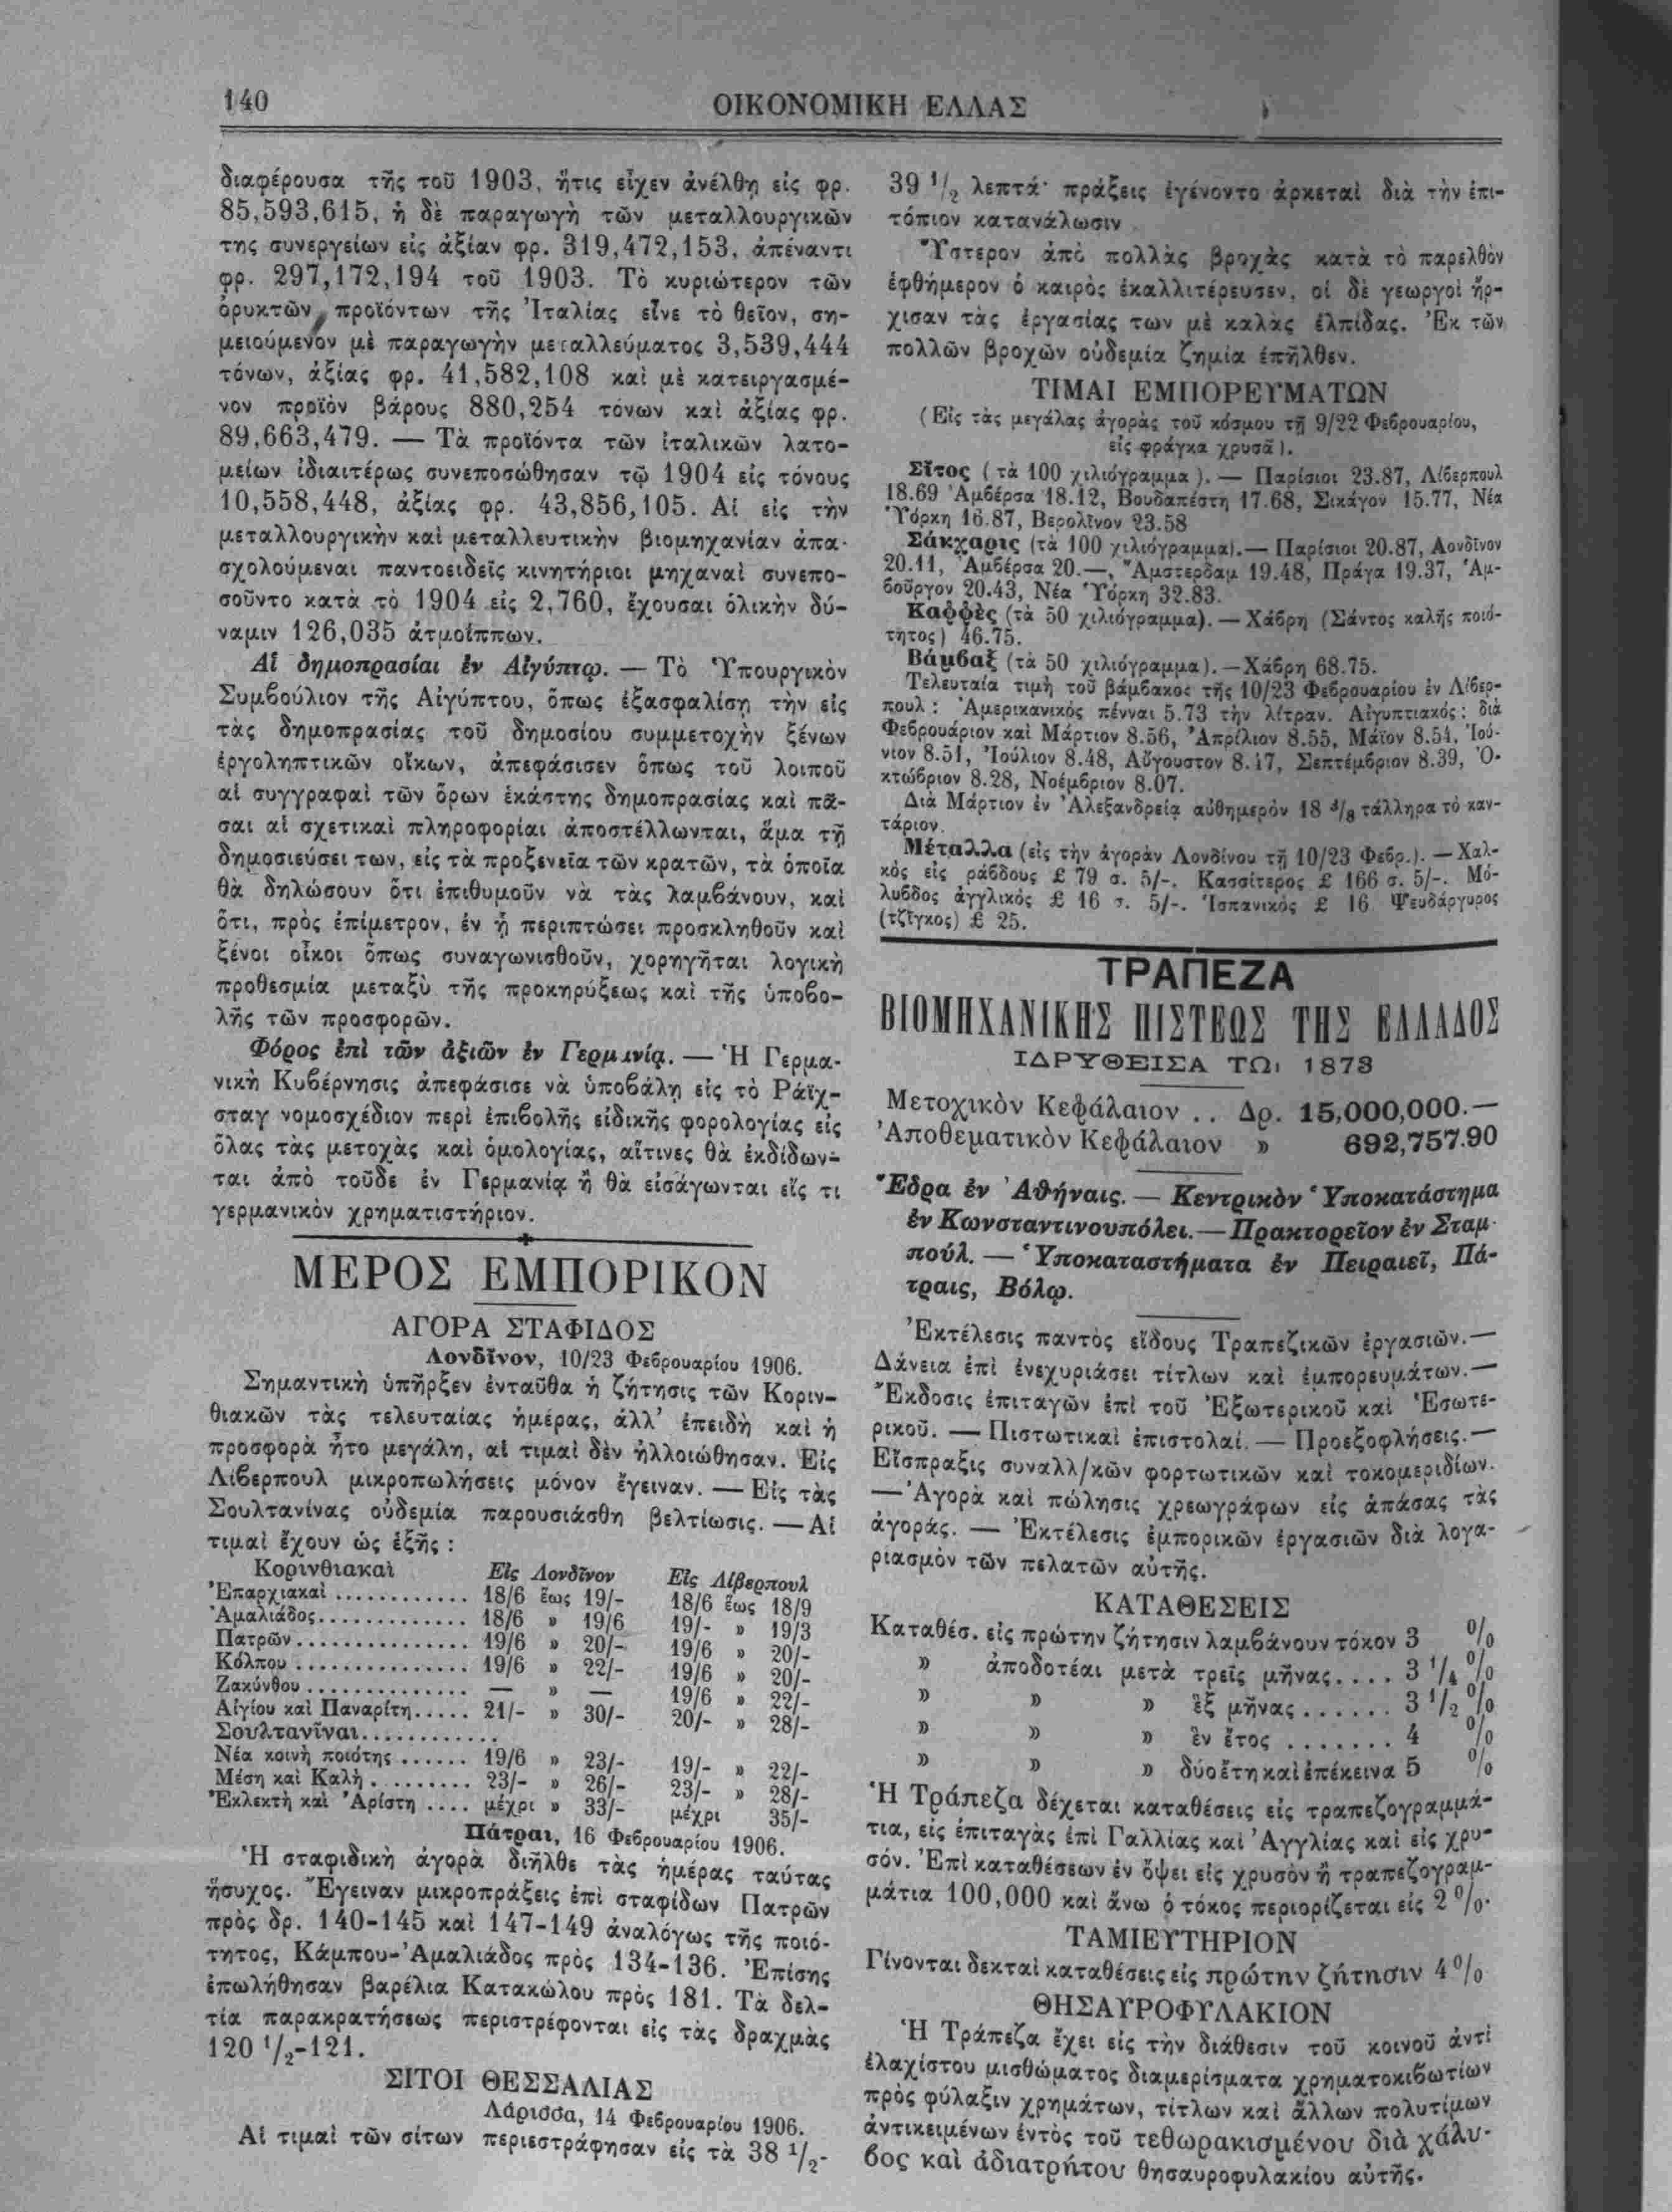 140
ΟΙΚΟΝΟΜΙΚΗ ΕΛΛΑΣ
διαφέρουσα τῆς τοῦ 1903, ἥτις εἶχεν ἀνέλθῃ εἰς φρ.
85,593,615, ἡ δὲ παραγωγὴ τῶν μεταλλουργικῶν
της συνεργείων εἰς ἀξίαν φρ. 319,472,153, ἀπέναντι
φρ. 297,172,194 τοῦ 1903. Τὸ κυριώτερον τῶν
ὀρυκτῶν προϊόντων τῆς Ἰταλίας εἶνε τὸ θεῖον, ση-
μειούμενον μὲ παραγωγὴν μεταλλεύματος 3,539,444
τόνων, ἀξίας φρ. 41,582,108 καὶ μὲ κατειργασμέ-
νον προϊὸν βάρους 880,254 τόνων καὶ ἀξίας φρ.
89,663,479. — Τὰ προϊόντα τῶν ἰταλικῶν λατο-
μείων ἰδιαιτέρως συνεποσώθησαν τῷ 1904 εἰς τόνους
10,558,448, ἀξίας φρ. 43,856,105. Αἱ εἰς τὴν
μεταλλουργικὴν καὶ μεταλλευτικὴν βιομηχανίαν ἀπα-
σχολούμεναι παντοειδεῖς κινητήριοι μηχαναὶ συνεπο-
σοῦντο κατὰ τὸ 1904 εἰς 2,760, ἔχουσαι ὁλικὴν δύ-
ναμιν 126,035 ἀτμοΐππων.
Αἱ δημοπρασίαι ἐν Αἰγύπτῳ. — Τὸ Ὑπουργικὸν
Συμβούλιον τῆς Αἰγύπτου, ὅπως ἐξασφαλίσῃ τὴν εἰς
τὰς δημοπρασίας τοῦ δημοσίου συμμετοχὴν ξένων
ἐργοληπτικῶν οἴκων, ἀπεφάσισεν ὅπως τοῦ λοιποῦ
αἱ συγγραφαὶ τῶν ὅρων ἑκάστης δημοπρασίας καὶ πᾶ-
σαι αἱ σχετικαὶ πληροφορίαι ἀποστέλλωνται, ἅμα τῇ
δημοσιεύσει των, εἰς τὰ προξενεῖα τῶν κρατῶν, τὰ ὁποῖα
θὰ δηλώσουν ὅτι ἐπιθυμοῦν νὰ τὰς λαμβάνουν, καὶ
ὅτι, πρὸς ἐπίμετρον, ἐν ᾗ περιπτώσει προσκληθοῦν καὶ
ξένοι οἶκοι ὅπως συναγωνισθοῦν, χορηγῆται λογικὴ
προθεσμία μεταξὺ τῆς προκηρύξεως καὶ τῆς ὑποβο-
λῆς τῶν προσφορῶν.
Φόρος ἐπὶ τῶν ἀξιῶν ἐν Γερμανίᾳ. — Ἡ Γερμα-
νικὴ Κυβέρνησις ἀπεφάσισε νὰ ὑποβάλῃ εἰς τὸ Ράϊχ-
σταγ νομοσχέδιον περὶ ἐπιβολῆς εἰδικῆς φορολογίας εἰς
ὅλας τὰς μετοχὰς καὶ ὁμολογίας, αἵτινες θὰ ἐκδίδων-
ται ἀπὸ τοῦδε ἐν Γερμανίᾳ ἢ θὰ εἰσάγωνται εἴς τι
γερμανικὸν χρηματιστήριον.
ΜΕΡΟΣ ΕΜΠΟΡΙΚΟΝ
ΑΓΟΡΑ ΣΤΑΦΙΔΟΣ
Λονδῖνον, 10/23 Φεβρουαρίου 1906.
Σημαντικὴ ὑπῆρξεν ἐνταῦθα ἡ ζήτησις τῶν Κοριν-
θιακῶν τὰς τελευταίας ἡμέρας, ἀλλ' ἐπειδὴ καὶ ἡ
προσφορὰ ἦτο μεγάλη, αἱ τιμαὶ δὲν ἠλλοιώθησαν. Εἰς
Λίβερπουλ μικροπωλήσεις μόνον ἔγειναν. — Εἰς τὰς
Σουλτανίνας οὐδεμία παρουσιάσθη βελτίωσις. — Αἱ
τιμαὶ ἔχουν ὡς ἑξῆς :
Κορινθιακαὶ Εἰς Λονδῖνον Εἰς Λίβερπουλ
Ἐπαρχιακαὶ ............ 18/6 ἕως 19/- 18/6 ἕως 18/9
Ἀμαλιάδος............. 18/6 » 19/6 19/- » 19/3
Πατρῶν............... 19/6 » 20/- 19/6 » 20/-
Κόλπου ............... 19/6 » 22/- 19/6 » 20/-
Ζακύνθου .............. — » — 19/6 » 22/-
Αἰγίου καὶ Παναρίτη..... 21/- » 30/- 20/- » 28/-
Σουλτανῖναι............
Νέα κοινὴ ποιότης ...... 19/6 » 23/- 19/- » 22/-
Μέση καὶ Καλὴ . ........ 23/- » 26/- 23/- » 28/-
Ἐκλεκτὴ καὶ Ἀρίστη .... μέχρι » 33/- μέχρι 35/-
Πάτραι, 16 Φεβρουαρίου 1906.
Ἡ σταφιδικὴ ἀγορὰ διῆλθε τὰς ἡμέρας ταύτας
ἥσυχος. Ἔγειναν μικροπράξεις ἐπὶ σταφίδων Πατρῶν
πρὸς δρ. 140-145 καὶ 147-149 ἀναλόγως τῆς ποιό-
τητος, Κάμπου-Ἀμαλιάδος πρὸς 134-136. Ἐπίσης
ἐπωλήθησαν βαρέλια Κατακώλου πρὸς 181. Τὰ δελ-
τία παρακρατήσεως περιστρέφονται εἰς τὰς δραχμὰς
120 1/2-121.
ΣΙΤΟΙ ΘΕΣΣΑΛΙΑΣ
Λάρισσα, 14 Φεβρουαρίου 1906.
Αἱ τιμαὶ τῶν σίτων περιεστράφησαν εἰς τὰ 38 1/2-
39 1/2 λεπτά· πράξεις ἐγένοντο ἀρκεταὶ διὰ τὴν ἐπι-
τόπιον κατανάλωσιν
Ὕστερον ἀπὸ πολλὰς βροχὰς κατὰ τὸ παρελθὸν
ἐφθήμερον ὁ καιρὸς ἐκαλλιτέρευσεν, οἱ δὲ γεωργοὶ ἤρ-
χισαν τὰς ἐργασίας των μὲ καλὰς ἐλπίδας. Ἐκ τῶν
πολλῶν βροχῶν οὐδεμία ζημία ἐπῆλθεν.
ΤΙΜΑΙ ΕΜΠΟΡΕΥΜΑΤΩΝ
(Εἰς τὰς μεγάλας ἀγορὰς τοῦ κόσμου τῇ 9/22 Φεβρουαρίου,
εἰς φράγκα χρυσᾶ).
Σῖτος (τὰ 100 χιλιόγραμμα). — Παρίσιοι 23.87, Λίβερπουλ
18.69 Ἀμβέρσα 18.12, Βουδαπέστη 17.68, Σικάγον 15.77, Νέα
Ὑόρκη 16.87, Βερολῖνον 23.58
Σάκχαρις (τὰ 100 χιλιόγραμμα).— Παρίσιοι 20.87, Λονδῖνον
20.11, Ἀμβέρσα 20.—, Ἄμστερδαμ 19.48, Πράγα 19.37, Ἁμ-
βοῦργον 20.43, Νέα Ὑόρκη 32.83.
Καφφὲς (τὰ 50 χιλιόγραμμα). — Χάβρη (Σάντος καλῆς ποιό-
τητος) 46.75.
Βάμβαξ (τὰ 50 χιλιόγραμμα). — Χάβρη 68.75.
Τελευταία τιμὴ τοῦ βάμβακος τῆς 10/23 Φεβρουαρίου ἐν Λίβερ-
πουλ : Ἀμερικανικὸς πένναι 5.73 τὴν λίτραν. Αἰγυπτιακός : διὰ
Φεβρουάριον καὶ Μάρτιον 8.56, Ἀπρίλιον 8.55, Μάϊον 8.54, Ἰού-
νιον 8.51, Ἰούλιον 8.48, Αὔγουστον 8.47, Σεπτέμβριον 8.39, Ὀ-
κτώβριον 8.28, Νοέμβριον 8.07.
Διὰ Μάρτιον ἐν Ἀλεξανδρείᾳ αὐθημερὸν 18 3/8 τάλληρα τὸ καν-
τάριον.
Μέταλλα (εἰς τὴν ἀγορὰν Λονδίνου τῇ 10/23 Φεβρ.). — Χαλ-
κὸς εἰς ράβδους £ 79 σ. 5/-. Κασσίτερος £ 166 σ. 5/-. Μό-
λυβδος ἀγγλικὸς £ 16 σ. 5/-. Ἱσπανικὸς £ 16 Ψευδάργυρος
(τζίγκος) £ 25.
ΤΡΑΠΕΖΑ
ΒΙΟΜΗΧΑΝΙΚΗΣ ΠΙΣΤΕΩΣ ΤΗΣ ΕΛΛΑΔΟΣ
ΙΔΡΥΘΕΙΣΑ ΤΩι 1873
Μετοχικὸν Κεφάλαιον .. Δρ. 15,000,000.—
Ἀποθεματικὸν Κεφάλαιον » 692,757.90
Ἕδρα ἐν Ἀθήναις. — Κεντρικὸν Ὑποκατάστημα
ἐν Κωνσταντινουπόλει. — Πρακτορεῖον ἐν Σταμ-
πούλ. — Ὑποκαταστήματα ἐν Πειραιεῖ, Πά-
τραις, Βόλῳ.
Ἐκτέλεσις παντὸς εἴδους Τραπεζικῶν ἐργασιῶν.—
Δάνεια ἐπὶ ἐνεχυριάσει τίτλων καὶ ἐμπορευμάτων.—
Ἔκδοσις ἐπιταγῶν ἐπὶ τοῦ Ἐξωτερικοῦ καὶ Ἐσωτε-
ρικοῦ. — Πιστωτικαὶ ἐπιστολαί. — Προεξοφλήσεις.—
Εἴσπραξις συναλλ/κῶν φορτωτικῶν καὶ τοκομεριδίων.
— Ἀγορὰ καὶ πώλησις χρεωγράφων εἰς ἁπάσας τὰς
ἀγοράς. — Ἐκτέλεσις ἐμπορικῶν ἐργασιῶν διὰ λογα-
ριασμὸν τῶν πελατῶν αὐτῆς.
ΚΑΤΑΘΕΣΕΙΣ
Καταθέσ. εἰς πρώτην ζήτησιν λαμβάνουν τόκον 3 0/0
» ἀποδοτέαι μετὰ τρεῖς μῆνας.... 3 1/4 0/0
» » » ἓξ μῆνας ...... 3 1/2 0/0
» » » ἓν ἔτος ....... 4 0/0
» » » δύο ἔτη καὶ ἐπέκεινα 5 0/0
Ἡ Τράπεζα δέχεται καταθέσεις εἰς τραπεζογραμμά-
τια, εἰς ἐπιταγὰς ἐπὶ Γαλλίας καὶ Ἀγγλίας καὶ εἰς χρυ-
σόν. Ἐπὶ καταθέσεων ἐν ὄψει εἰς χρυσὸν ἢ τραπεζογραμ-
μάτια 100,000 καὶ ἄνω ὁ τόκος περιορίζεται εἰς 2 0/0.
ΤΑΜΙΕΥΤΗΡΙΟΝ
Γίνονται δεκταὶ καταθέσεις εἰς πρώτην ζήτησιν 4 0/0
ΘΗΣΑΥΡΟΦΥΛΑΚΙΟΝ
Ἡ Τράπεζα ἔχει εἰς τὴν διάθεσιν τοῦ κοινοῦ ἀντὶ
ἐλαχίστου μισθώματος διαμερίσματα χρηματοκιβωτίων
πρὸς φύλαξιν χρημάτων, τίτλων καὶ ἄλλων πολυτίμων
ἀντικειμένων ἐντὸς τοῦ τεθωρακισμένου διὰ χάλυ-
βος καὶ ἀδιατρήτου θησαυροφυλακίου αὐτῆς.